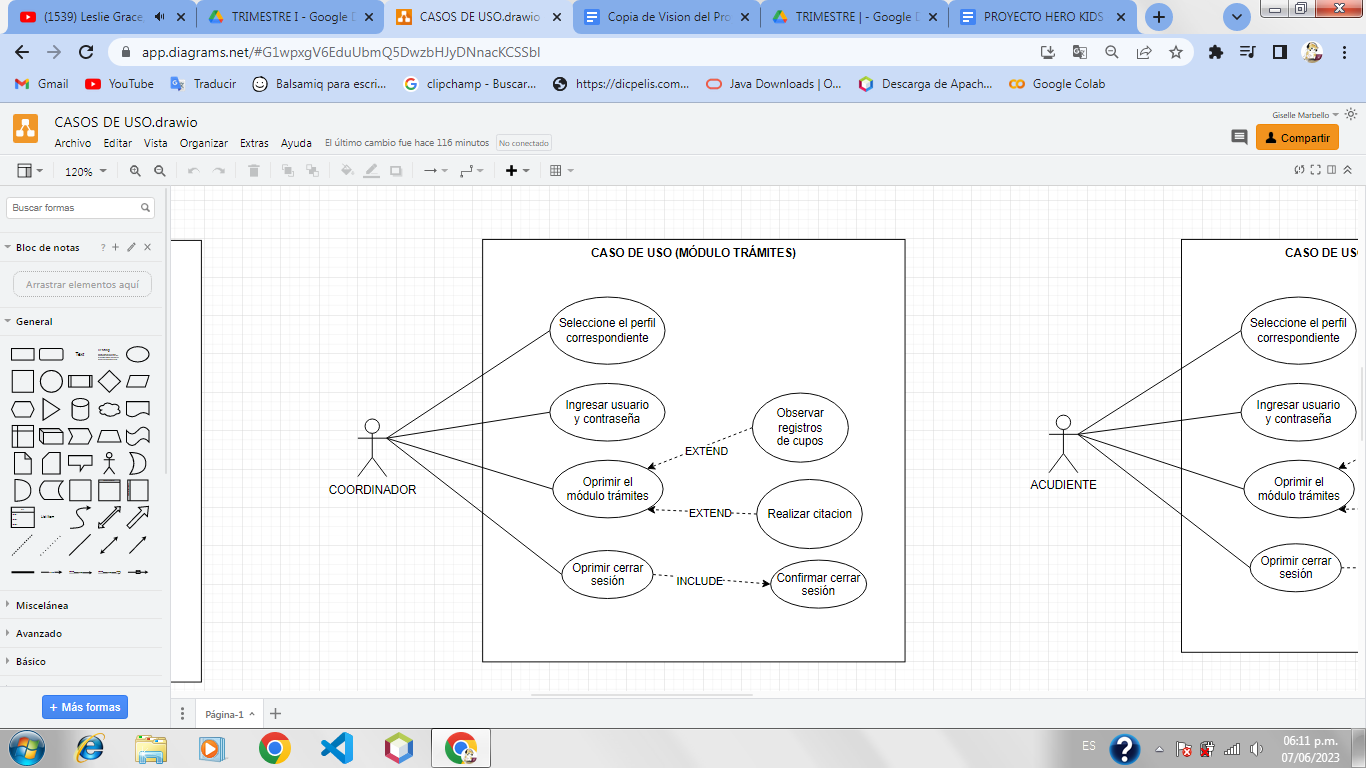 (1539) Leslie Grace,
TRIMESTRE I - Google D
CASOS DE USO.drawio
Copia de Vision del Pro
TRIMESTRE | - Google D
PROYECTO HERO KIDS
app.diagrams.net/#G1wpxgV6EduUbmQ5DwzbHJyDNnacKCSSbI
Gmail
YouTube
Traducir
Balsamiq para escri...
clipchamp - Buscar...
https://dicpelis.com...
Java Downloads | O...
Descarga de Apach...
Google Colab
CASOS DE USO.drawio
Giselle Marbello
Archivo
Editar
Vista
Organizar
Extras
Ayuda
El último cambio fue hace 116 minutos
No conectado
Compartir
120%
Buscar formas
Bloc de notas
?
Arrastrar elementos aquí
General
Text
Miscelánea
Avanzado
Básico
+ Más formas
CASO DE USO (MÓDULO TRÁMITES)
Seleccione el perfil
correspondiente
Ingresar usuario
y contraseña
Observar
registros
de cupos
EXTEND
Oprimir el
módulo trámites
COORDINADOR
EXTEND
Realizar citacion
Oprimir cerrar
sesión
INCLUDE
Confirmar cerrar
sesión
CASO DE US
Seleccione el perfil
correspondiente
Ingresar usuario
y contraseña
ACUDIENTE
Oprimir el
módulo trámites
Oprimir cerrar
sesión
Página-1
ES
06:11 p.m.
07/06/2023